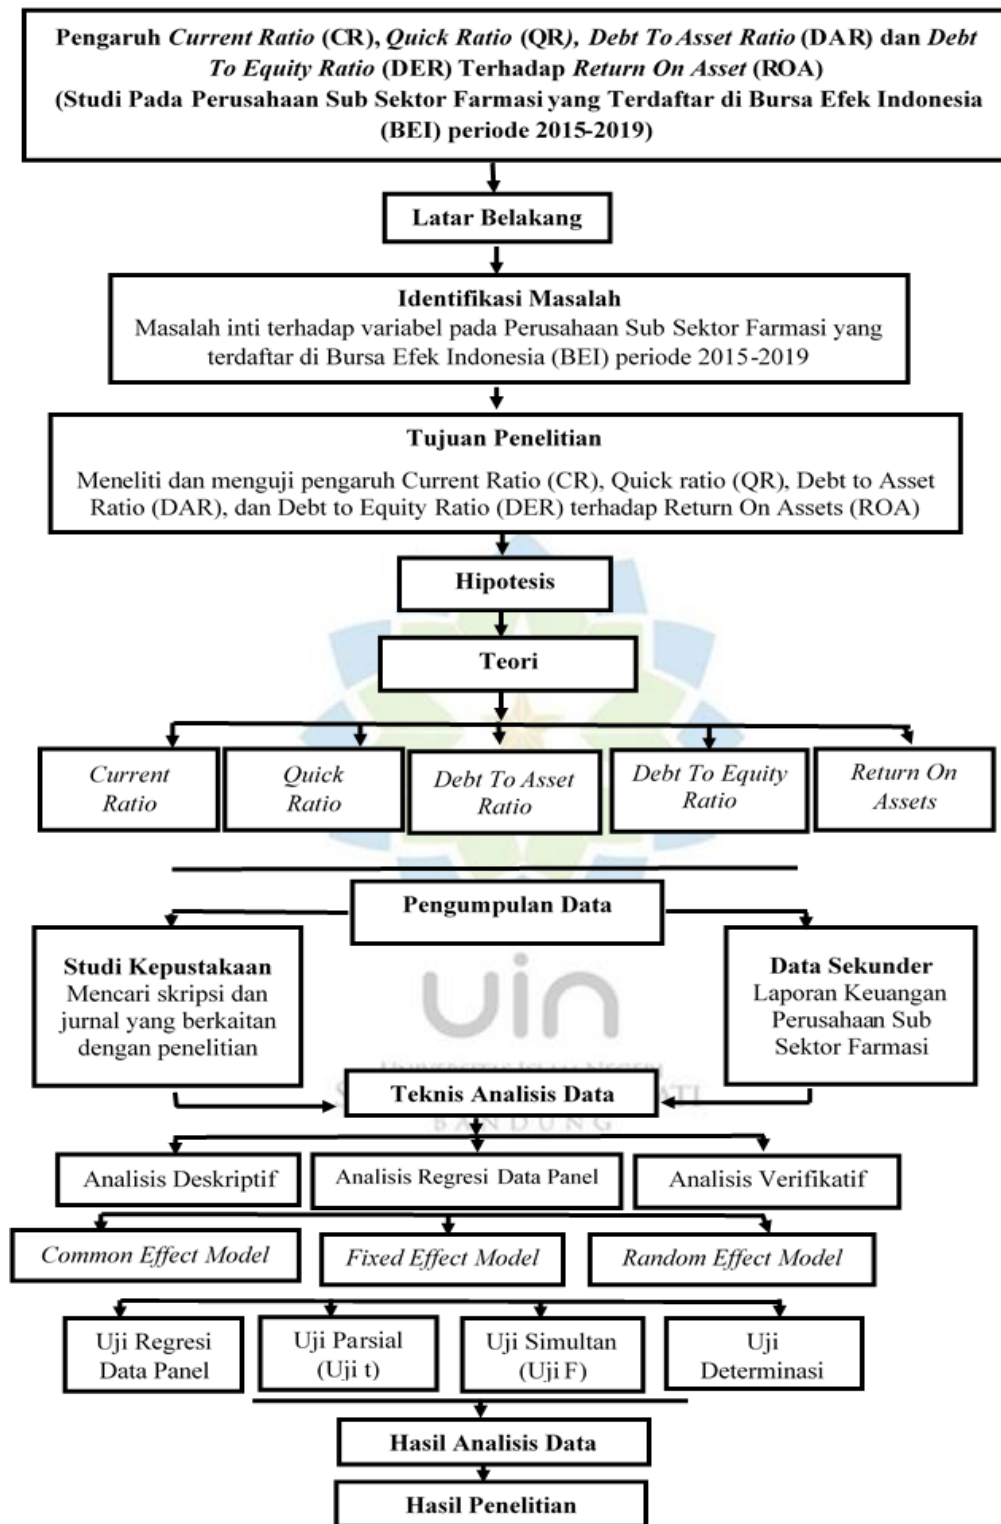 Pengaruh Current Ratio (CR), Quick Ratio (QR), Debt To Asset Ratio (DAR) dan Debt
To Equity Ratio (DER) Terhadap Return On Asset (ROA)
(Studi Pada Perusahaan Sub Sektor Farmasi yang Terdaftar di Bursa Efek Indonesia
(BEI) periode 2015-2019)
Latar Belakang
Identifikasi Masalah
Masalah inti terhadap variabel pada Perusahaan Sub Sektor Farmasi yang
terdaftar di Bursa Efek Indonesia (BEI) periode 2015-2019
Tujuan Penelitian
Meneliti dan menguji pengaruh Current Ratio (CR), Quick ratio (QR), Debt to Asset
Ratio (DAR), dan Debt to Equity Ratio (DER) terhadap Return On Assets (ROA)
Hipotesis
Teori
Current
Ratio
Quick
Ratio
Debt To Asset
Ratio
Debt To Equity
Ratio
Return On
Assets
Pengumpulan Data
Studi Kepustakaan
Mencari skripsi dan
jurnal yang berkaitan
dengan penelitian
Data Sekunder
Laporan Keuangan
Perusahaan Sub
Sektor Farmasi
uin
Teknis Analisis Data
BANDUNG
Analisis Deskriptif
Analisis Regresi Data Panel
Analisis Verifikatif
Common Effect Model
Fixed Effect Model
Random Effect Model
Uji Regresi
Data Panel
Uji Parsial
(Uji t)
Uji Simultan
(Uji F)
Uji
Determinasi
Hasil Analisis Data
Hasil Penelitian